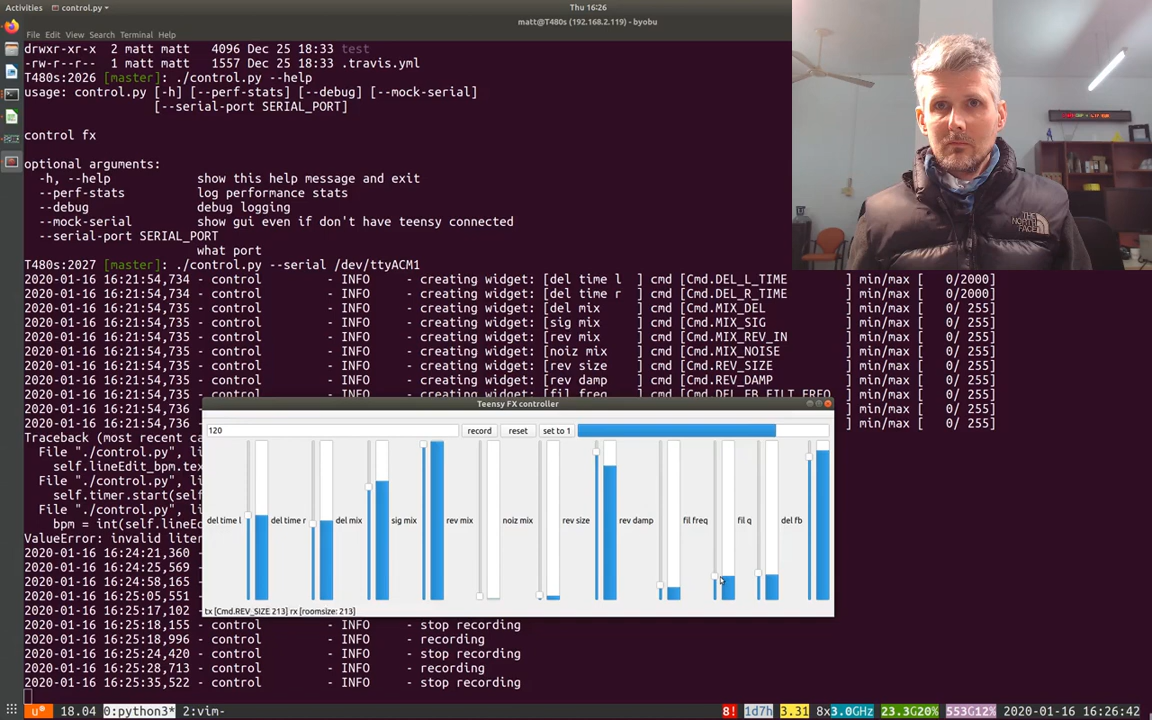 Activities control.py Thu 16:26
matt@T480s (192.168.2.119) - byobu
File Edit View Search Terminal Help
drwxr-xr-x 2 matt matt 4096 Dec 25 18:33 test
-rw-r--r-- 1 matt matt 1557 Dec 25 18:33 .travis.yml
T480s:2026 [master]: ./control.py --help
usage: control.py [-h] [--perf-stats] [--debug] [--mock-serial]
[--serial-port SERIAL_PORT]
control fx
optional arguments:
-h, --help show this help message and exit
--perf-stats log performance stats
--debug debug logging
--mock-serial show gui even if don't have teensy connected
--serial-port SERIAL_PORT
what port
T480s:2027 [master]: ./control.py --serial /dev/ttyACM1
2020-01-16 16:21:54,734 - control - INFO - creating widget: [del time l ] cmd [Cmd.DEL_L_TIME ] min/max [ 0/2000]
2020-01-16 16:21:54,734 - control - INFO - creating widget: [del time r ] cmd [Cmd.DEL_R_TIME ] min/max [ 0/2000]
2020-01-16 16:21:54,735 - control - INFO - creating widget: [del mix ] cmd [Cmd.MIX_DEL ] min/max [ 0/ 255]
2020-01-16 16:21:54,735 - control - INFO - creating widget: [sig mix ] cmd [Cmd.MIX_SIG ] min/max [ 0/ 255]
2020-01-16 16:21:54,735 - control - INFO - creating widget: [rev mix ] cmd [Cmd.MIX_REV_IN ] min/max [ 0/ 255]
2020-01-16 16:21:54,735 - control - INFO - creating widget: [noiz mix ] cmd [Cmd.MIX_NOISE ] min/max [ 0/ 255]
2020-01-16 16:21:54,735 - control - INFO - creating widget: [rev size ] cmd [Cmd.REV_SIZE ] min/max [ 0/ 255]
2020-01-16 16:21:54,735 - control - INFO - creating widget: [rev damp ] cmd [Cmd.REV_DAMP ] min/max [ 0/ 255]
2020-01-16 16:21:54,735 - control - INFO - creating widget: [fil freq ] cmd [Cmd.DEL_FB_FILT_FREQ ] min/max [ 0/ 255]
Teensy FX controller
2020-01-16 16:21:54,736 ] min/max [ 0/ 255]
2020-01-16 16:21:54,736 ] min/max [ 0/ 255]
120 record reset set to 1
Traceback (most recent ca
File "./control.py", l
self.lineEdit_bpm.tex
File "./control.py", l
self.timer.start(self
File "./control.py", l
bpm = int(self.lineEd
ValueError: invalid liter
del time l del time r del mix sig mix rev mix noiz mix rev size rev damp fil freq fil q del fb
2020-01-16 16:24:21,360
2020-01-16 16:24:25,569
2020-01-16 16:24:58,165
2020-01-16 16:25:05,551
2020-01-16 16:25:17,102
tx [Cmd.REV_SIZE 213] rx [roomsize: 213]
2020-01-16 16:25:18,155 - control - INFO - stop recording
2020-01-16 16:25:18,996 - control - INFO - recording
2020-01-16 16:25:24,420 - control - INFO - stop recording
2020-01-16 16:25:28,713 - control - INFO - recording
2020-01-16 16:25:35,522 - control - INFO - stop recording
u* 18.04 0:python3* 2:vim- 8! 1d7h 3.31 8x3.0GHz 23.3G20% 553G12% 2020-01-16 16:26:42
THE NORTH FACE